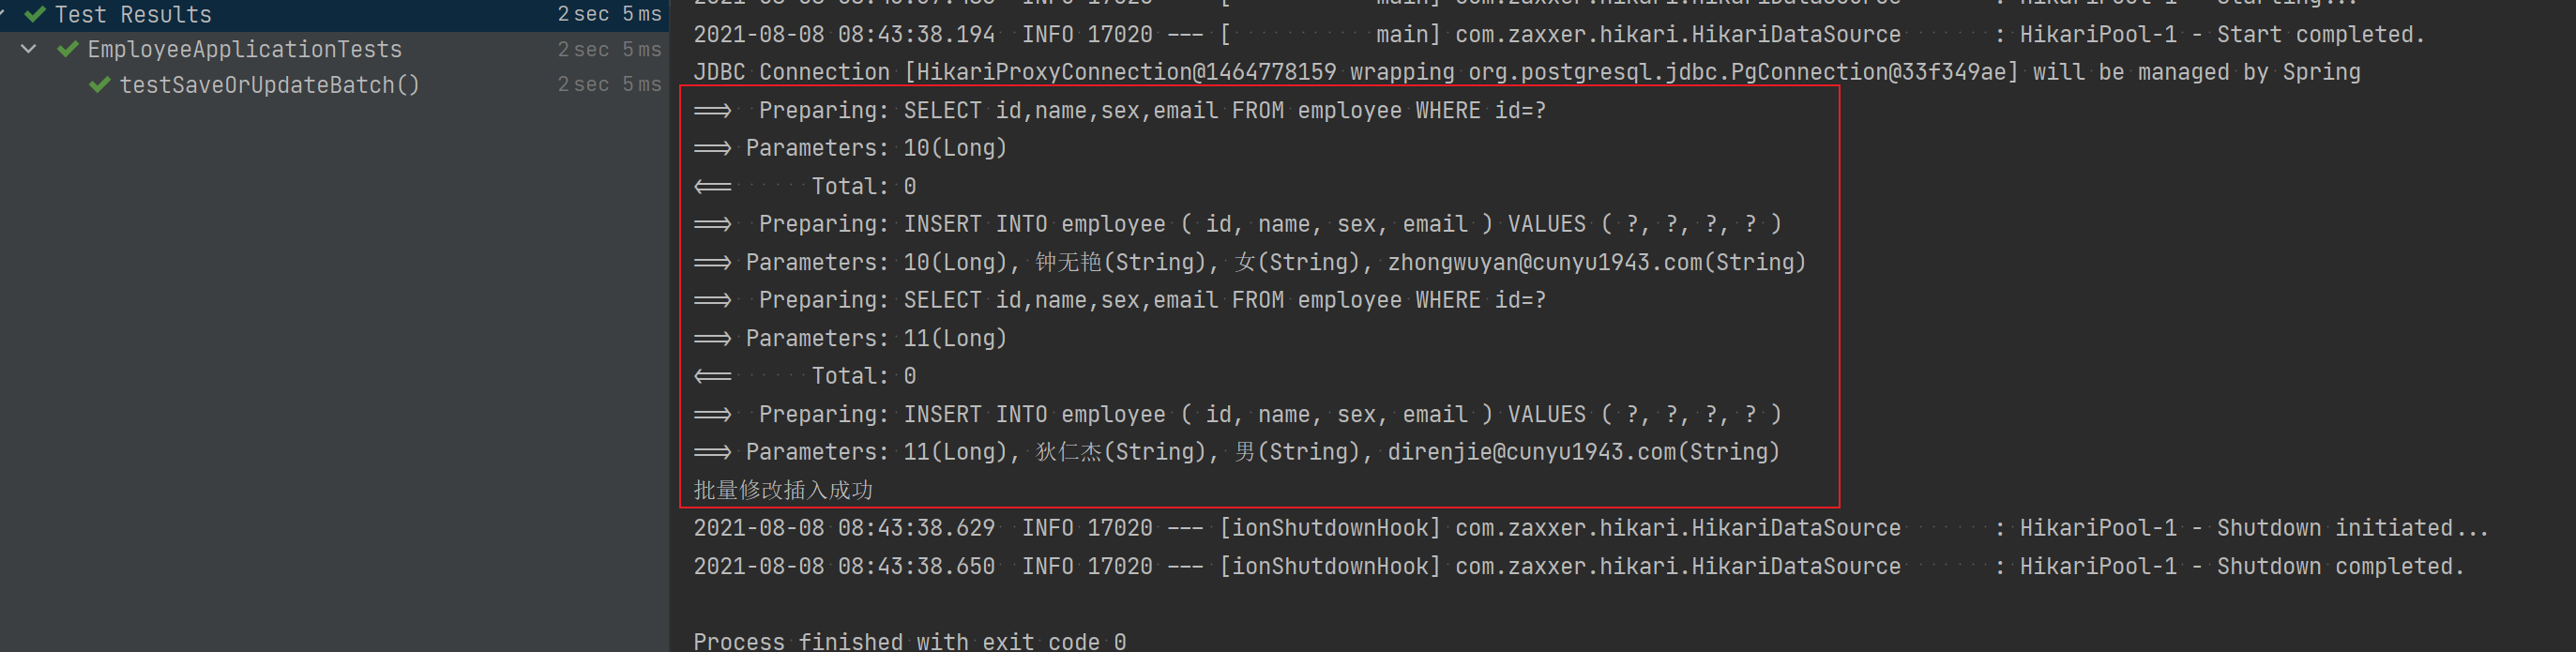 Test Results 2 sec 5 ms
EmployeeApplicationTests 2 sec 5 ms
testSaveOrUpdateBatch() 2 sec 5 ms
2021-08-08 08:43:38.194  INFO 17020 --- [           main] com.zaxxer.hikari.HikariDataSource       : HikariPool-1 - Start completed.
JDBC Connection [HikariProxyConnection@1464778159 wrapping org.postgresql.jdbc.PgConnection@33f349ae] will be managed by Spring
==>  Preparing: SELECT id,name,sex,email FROM employee WHERE id=?
==> Parameters: 10(Long)
<==      Total: 0
==>  Preparing: INSERT INTO employee ( id, name, sex, email ) VALUES ( ?, ?, ?, ? )
==> Parameters: 10(Long), 钟无艳(String), 女(String), zhongwuyan@cunyu1943.com(String)
==>  Preparing: SELECT id,name,sex,email FROM employee WHERE id=?
==> Parameters: 11(Long)
<==      Total: 0
==>  Preparing: INSERT INTO employee ( id, name, sex, email ) VALUES ( ?, ?, ?, ? )
==> Parameters: 11(Long), 狄仁杰(String), 男(String), direnjie@cunyu1943.com(String)
批量修改插入成功
2021-08-08 08:43:38.629  INFO 17020 --- [ionShutdownHook] com.zaxxer.hikari.HikariDataSource       : HikariPool-1 - Shutdown initiated...
2021-08-08 08:43:38.650  INFO 17020 --- [ionShutdownHook] com.zaxxer.hikari.HikariDataSource       : HikariPool-1 - Shutdown completed.
Process finished with exit code 0